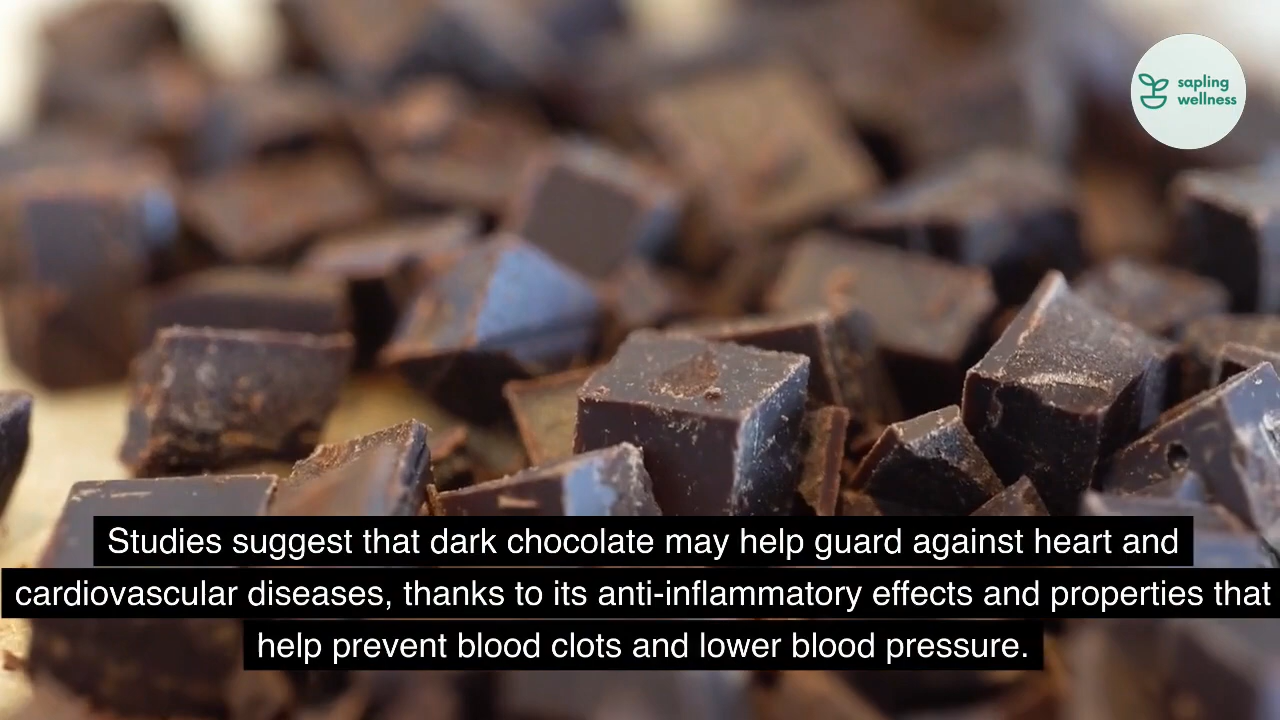 sapling
wellness
Studies suggest that dark chocolate may help guard against heart and
cardiovascular diseases, thanks to its anti-inflammatory effects and properties that
help prevent blood clots and lower blood pressure.